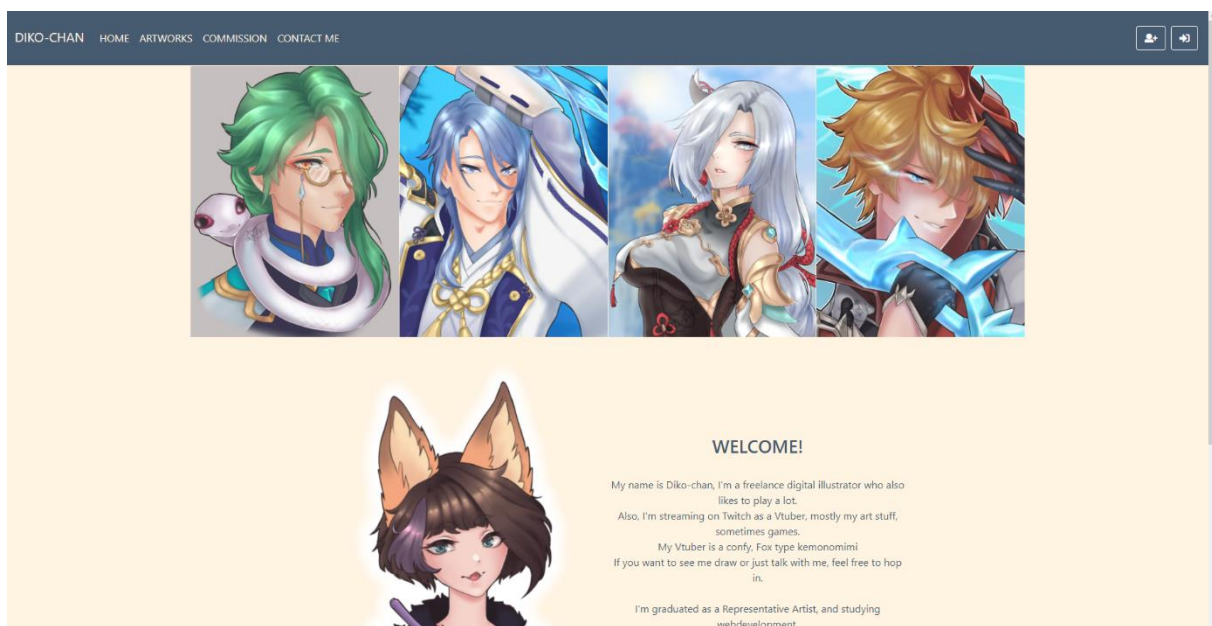 DIKO-CHAN HOME ARTWORKS COMMISSION CONTACT ME
WELCOME!
My name is Diko-chan, I'm a freelance digital illustrator who also
likes to play a lot.
Also, I'm streaming on Twitch as a Vtuber, mostly my art stuff,
sometimes games.
My Vtuber is a confy, Fox type kemonomimi
If you want to see me draw or just talk with me, feel free to hop
in.
I'm graduated as a Representative Artist, and studying
webdevelopment